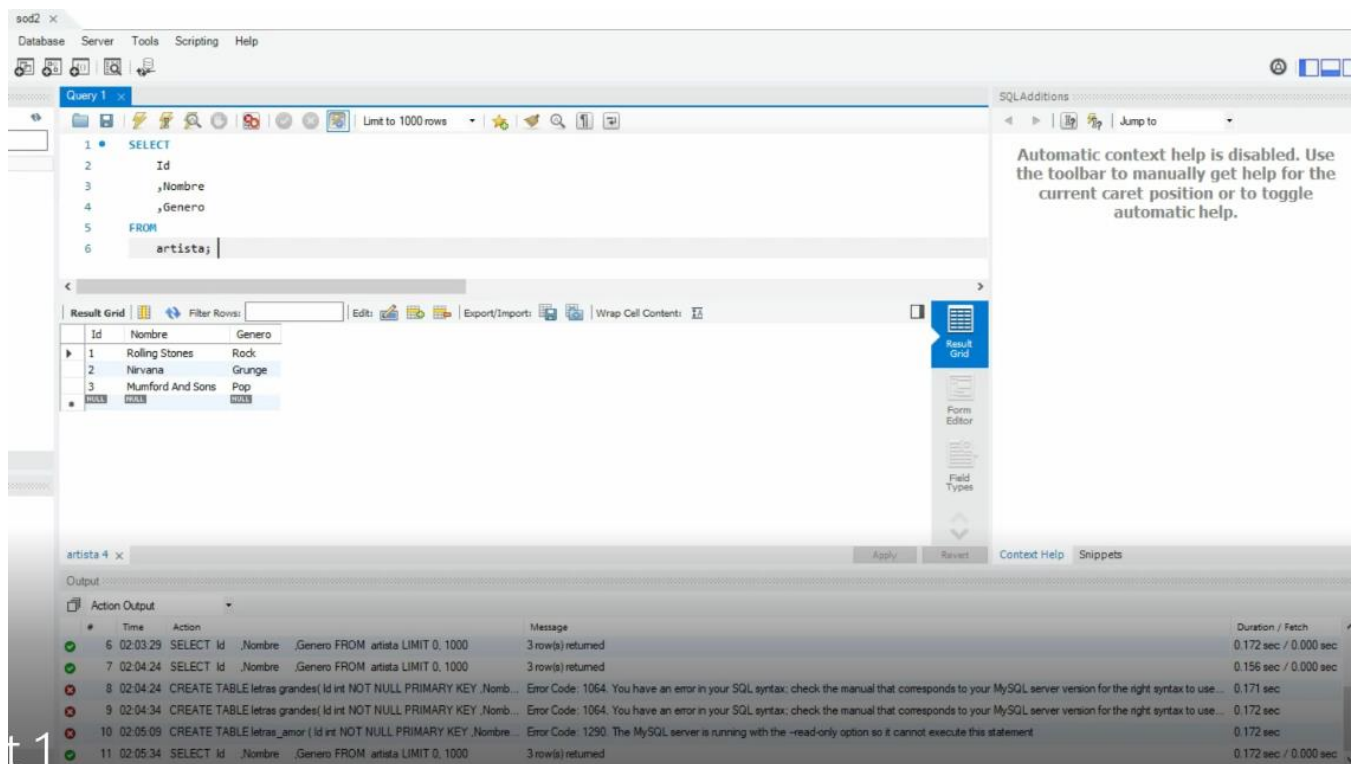 sod2 ×
Database Server Tools Scripting Help
Query 1 ×
SQLAdditions
Limit to 1000 rows
Jump to
1 SELECT
2 Id
3 ,Nombre
4 ,Genero
5 FROM
6 artista;
Automatic context help is disabled. Use
the toolbar to manually get help for the
current caret position or to toggle
automatic help.
Result Grid Filter Rows: Edit: Export/Import: Wrap Cell Content:
Id Nombre Genero
1 Rolling Stones Rock
2 Nirvana Grunge
3 Mumford And Sons Pop
NULL NULL NULL
Result
Grid
Form
Editor
Field
Types
artista 4 × Apply Revert Context Help Snippets
Output
Action Output
# Time Action Message Duration / Fetch
6 02:03:29 SELECT Id ,Nombre ,Genero FROM artista LIMIT 0, 1000 3 row(s) returned 0.172 sec / 0.000 sec
7 02:04:24 SELECT Id ,Nombre ,Genero FROM artista LIMIT 0, 1000 3 row(s) returned 0.156 sec / 0.000 sec
8 02:04:24 CREATE TABLE letras grandes( Id int NOT NULL PRIMARY KEY ,Nomb... Error Code: 1064. You have an error in your SQL syntax; check the manual that corresponds to your MySQL server version for the right syntax to use... 0.171 sec
9 02:04:34 CREATE TABLE letras grandes( Id int NOT NULL PRIMARY KEY ,Nomb... Error Code: 1064. You have an error in your SQL syntax; check the manual that corresponds to your MySQL server version for the right syntax to use... 0.172 sec
10 02:05:09 CREATE TABLE letras_amor ( Id int NOT NULL PRIMARY KEY ,Nombre... Error Code: 1290. The MySQL server is running with the --read-only option so it cannot execute this statement 0.172 sec
11 02:05:34 SELECT Id ,Nombre ,Genero FROM artista LIMIT 0, 1000 3 row(s) returned 0.172 sec / 0.000 sec
t 1